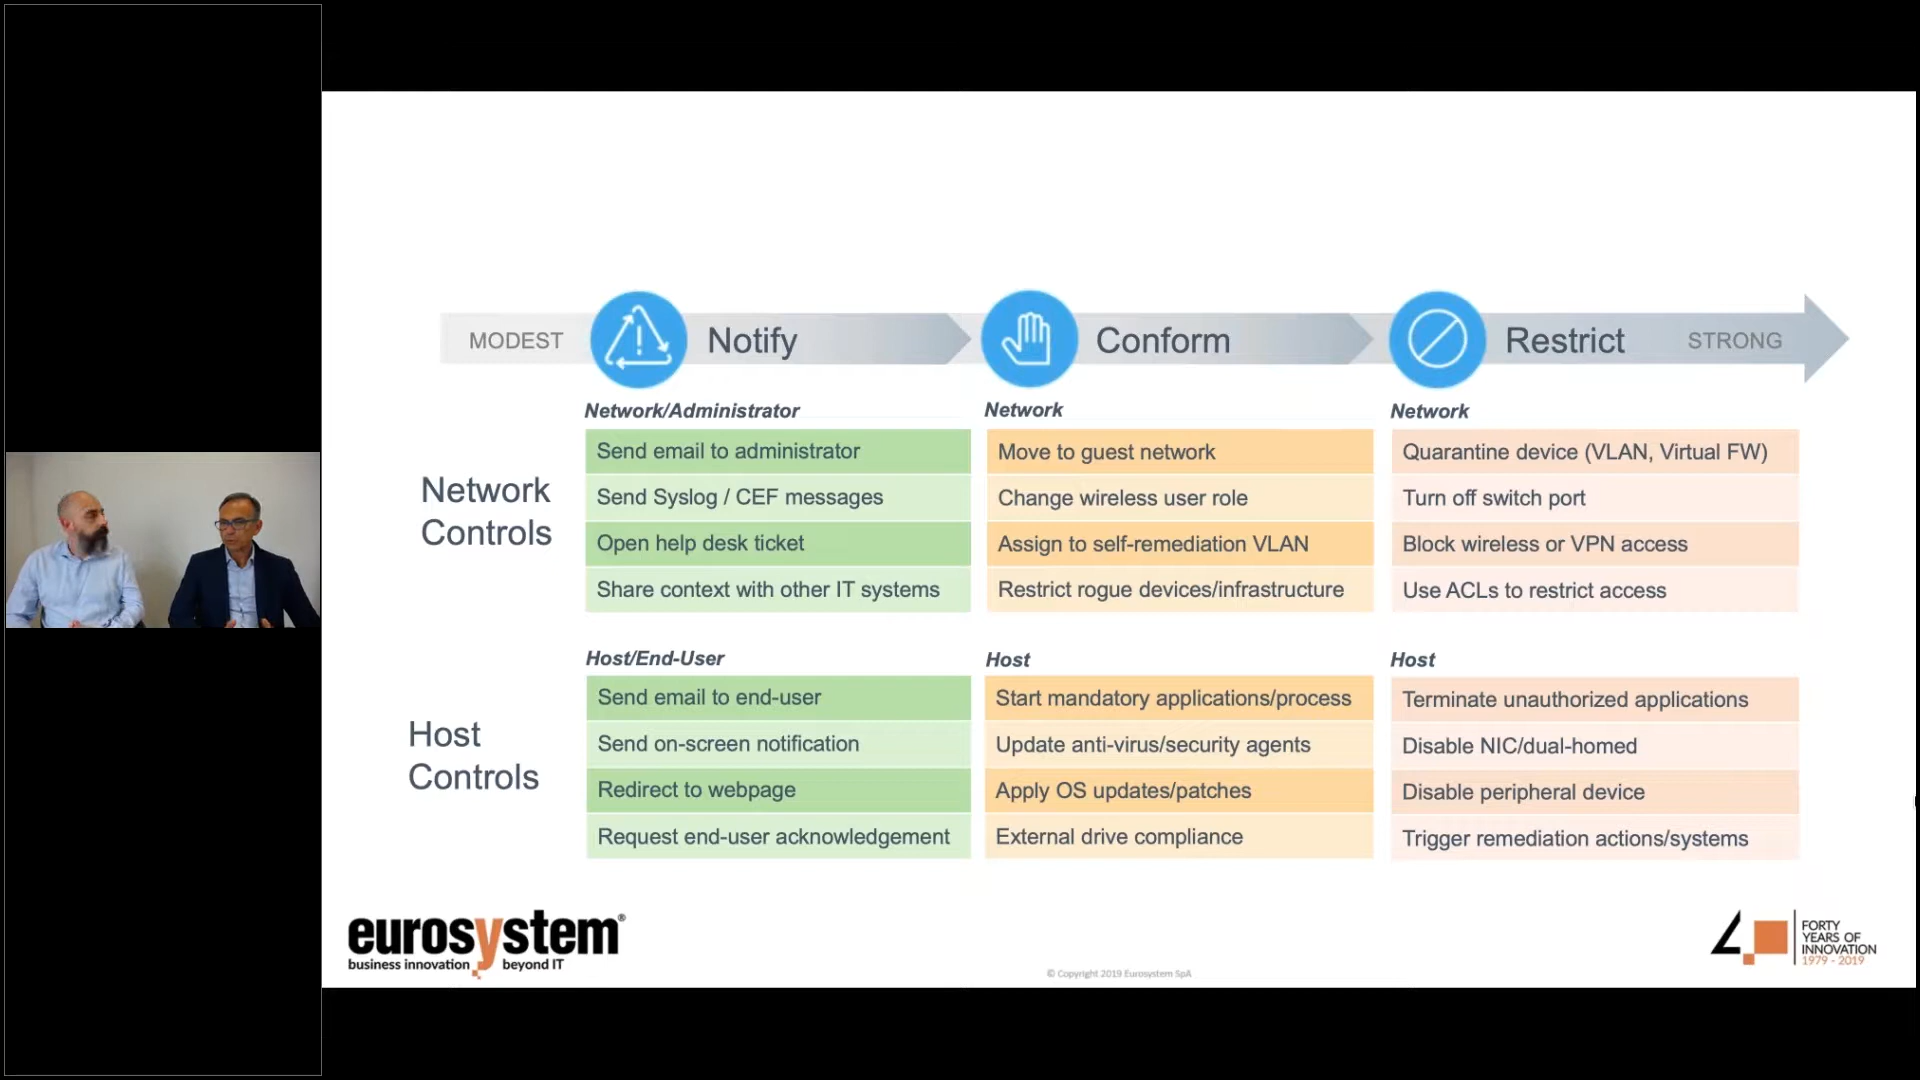 MODEST
Notify
Conform
Restrict
STRONG
Network/Administrator
Network
Network
Network
Controls
Send email to administrator
Send Syslog / CEF messages
Open help desk ticket
Share context with other IT systems
Move to guest network
Change wireless user role
Assign to self-remediation VLAN
Restrict rogue devices/infrastructure
Quarantine device (VLAN, Virtual FW)
Turn off switch port
Block wireless or VPN access
Use ACLs to restrict access
Host/End-User
Host
Host
Host
Controls
Send email to end-user
Send on-screen notification
Redirect to webpage
Request end-user acknowledgement
Start mandatory applications/process
Update anti-virus/security agents
Apply OS updates/patches
External drive compliance
Terminate unauthorized applications
Disable NIC/dual-homed
Disable peripheral device
Trigger remediation actions/systems
eurosystem®
business innovation beyond IT
© Copyright 2019 Eurosystem SpA
4
FORTY
YEARS OF
INNOVATION
1979 - 2019